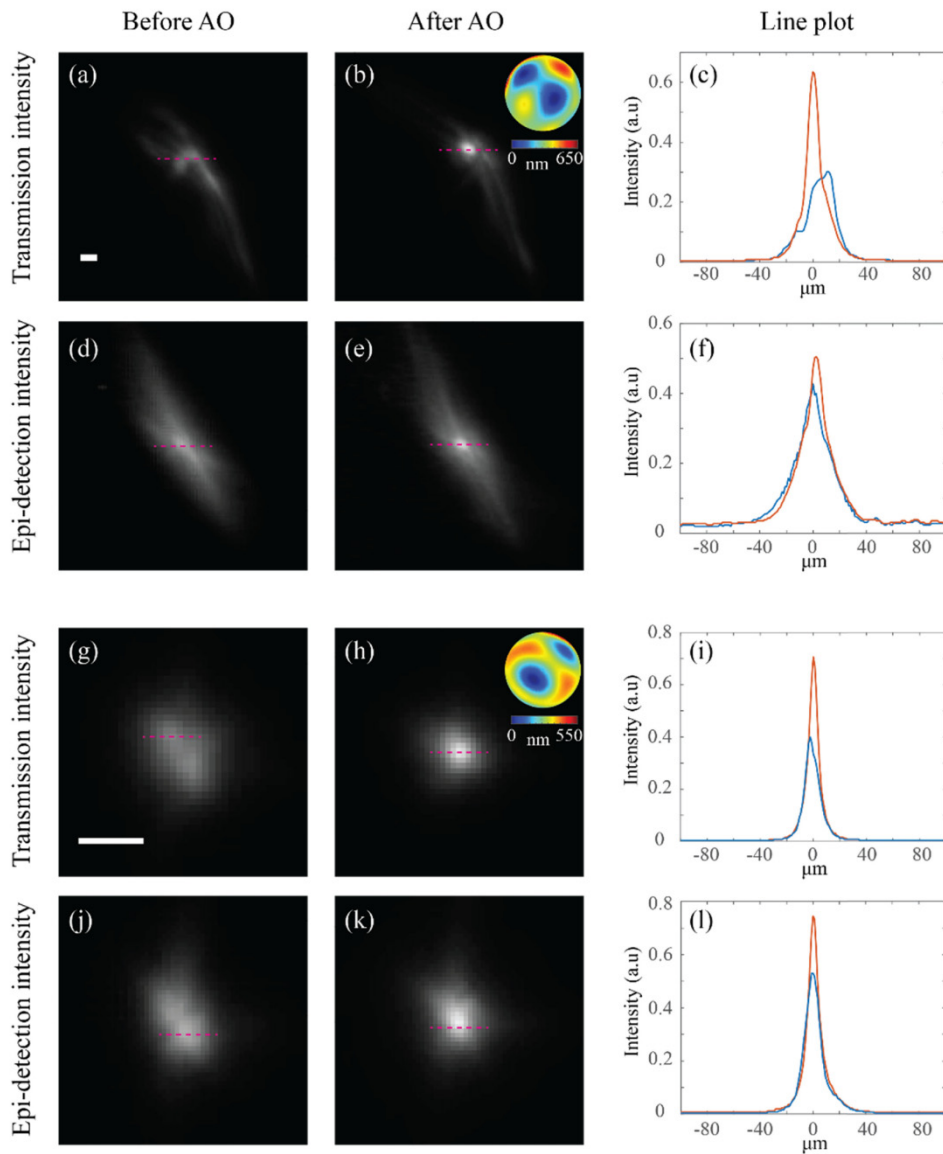 Before AO
After AO
Line plot
Transmission intensity
(a)
(b)
0 nm 650
(c)
Intensity (a.u)
0.6
0.4
0.2
0
-80 -40 0 40 80
μm
Epi-detection intensity
(d)
(e)
(f)
Intensity (a.u)
0.6
0.4
0.2
0
-80 -40 0 40 80
μm
Transmission intensity
(g)
(h)
0 nm 550
(i)
Intensity (a.u)
0.8
0.6
0.4
0.2
0
-80 -40 0 40 80
μm
Epi-detection intensity
(j)
(k)
(l)
Intensity (a.u)
0.8
0.6
0.4
0.2
0
-80 -40 0 40 80
μm